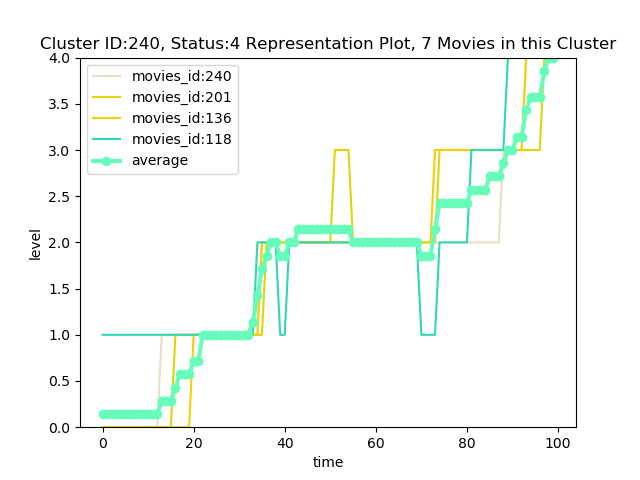 Cluster ID:240, Status:4 Representation Plot, 7 Movies in this Cluster
movies_id:240
movies_id:201
movies_id:136
movies_id:118
average
level
4.0
3.5
3.0
2.5
2.0
1.5
1.0
0.5
0.0
0
20
40
60
80
100
time